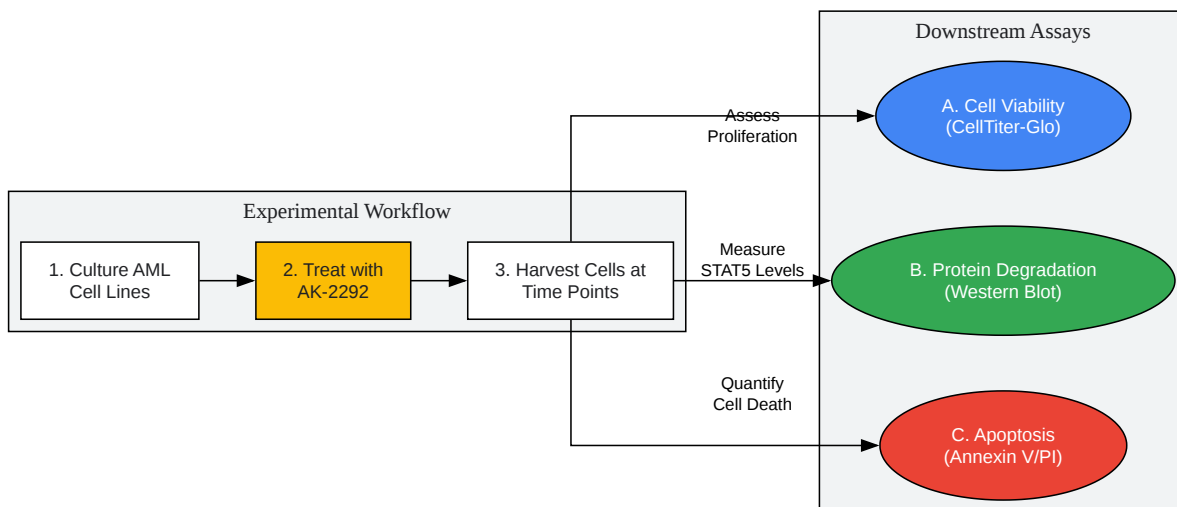 Downstream Assays
A. Cell Viability
(CellTiter-Glo)
Assess
Proliferation
Experimental Workflow
1. Culture AML
Cell Lines
2. Treat with
AK-2292
3. Harvest Cells at
Time Points
Measure
STAT5 Levels
B. Protein Degradation
(Western Blot)
Quantify
Cell Death
C. Apoptosis
(Annexin V/PI)